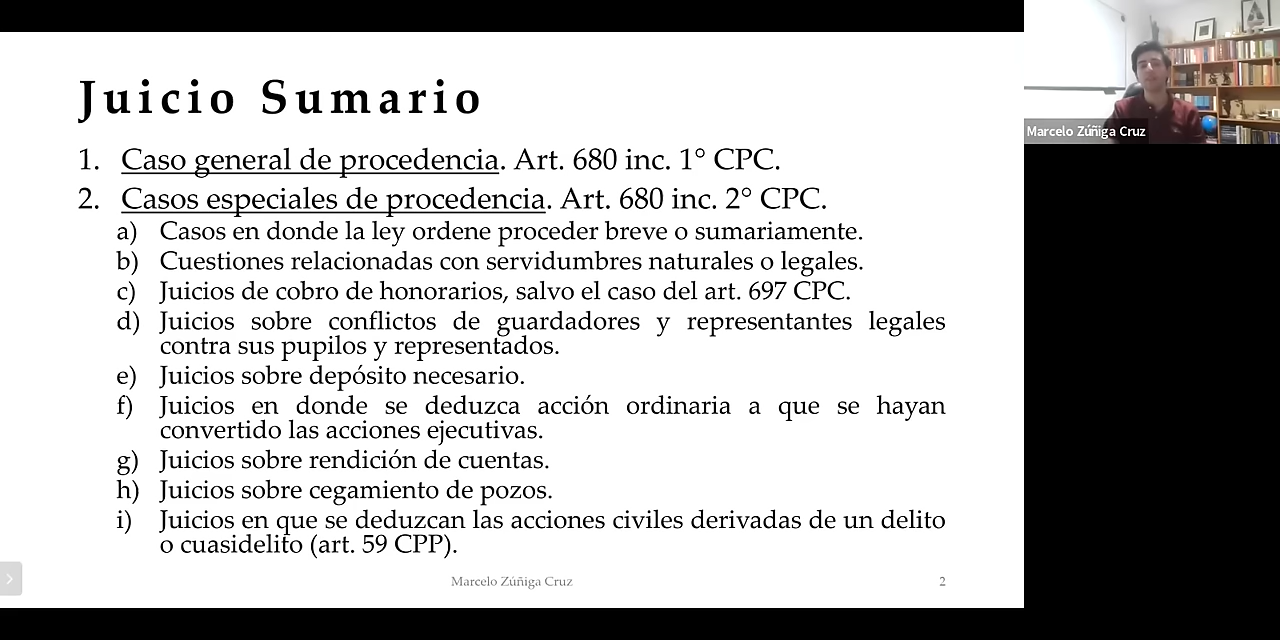 Juicio Sumario
1. Caso general de procedencia. Art. 680 inc. 1° CPC.
2. Casos especiales de procedencia. Art. 680 inc. 2° CPC.
a) Casos en donde la ley ordene proceder breve o sumariamente.
b) Cuestiones relacionadas con servidumbres naturales o legales.
c) Juicios de cobro de honorarios, salvo el caso del art. 697 CPC.
d) Juicios sobre conflictos de guardadores y representantes legales
contra sus pupilos y representados.
e) Juicios sobre depósito necesario.
f) Juicios en donde se deduzca acción ordinaria a que se hayan
convertido las acciones ejecutivas.
g) Juicios sobre rendición de cuentas.
h) Juicios sobre cegamiento de pozos.
i) Juicios en que se deduzcan las acciones civiles derivadas de un delito
o cuasidelito (art. 59 CPP).
Marcelo Zúñiga Cruz
2
Marcelo Zúñiga Cruz